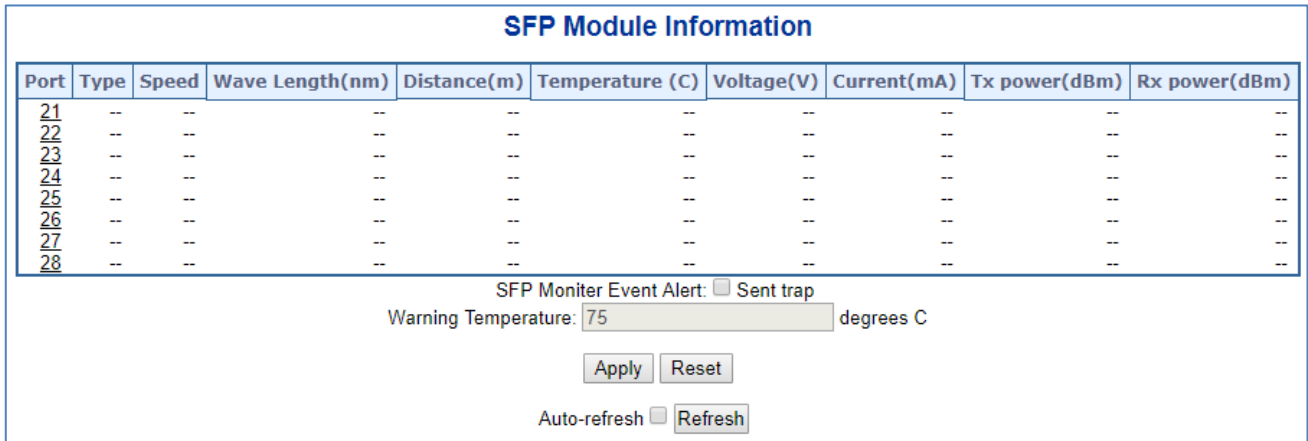 SFP Module Information
Port Type Speed Wave Length(nm) Distance(m) Temperature (C) Voltage(V) Current(mA) Tx power(dBm) Rx power(dBm)
21 -- -- -- -- -- -- -- -- --
22 -- -- -- -- -- -- -- -- --
23 -- -- -- -- -- -- -- -- --
24 -- -- -- -- -- -- -- -- --
25 -- -- -- -- -- -- -- -- --
26 -- -- -- -- -- -- -- -- --
27 -- -- -- -- -- -- -- -- --
28 -- -- -- -- -- -- -- -- --
SFP Moniter Event Alert: Sent trap
Warning Temperature: 75 degrees C
Apply Reset
Auto-refresh Refresh